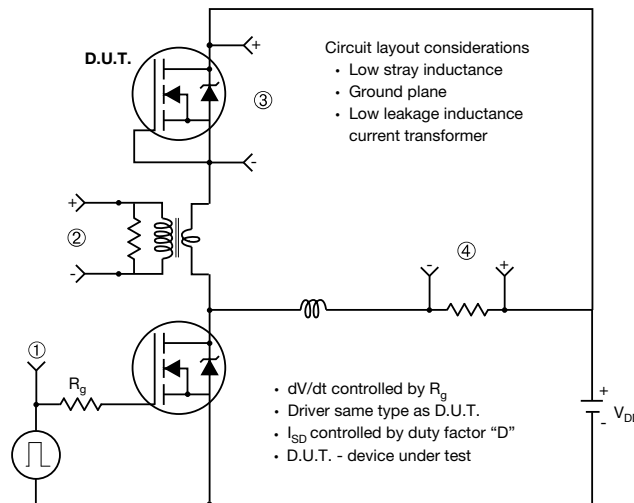 D.U.T.
+
Circuit layout considerations
• Low stray inductance
• Ground plane
• Low leakage inductance
current transformer
③
-
+
②
-
④
-
+
①
R_g
• dV/dt controlled by R_g
• Driver same type as D.U.T.
• I_SD controlled by duty factor “D”
• D.U.T. - device under test
+
-